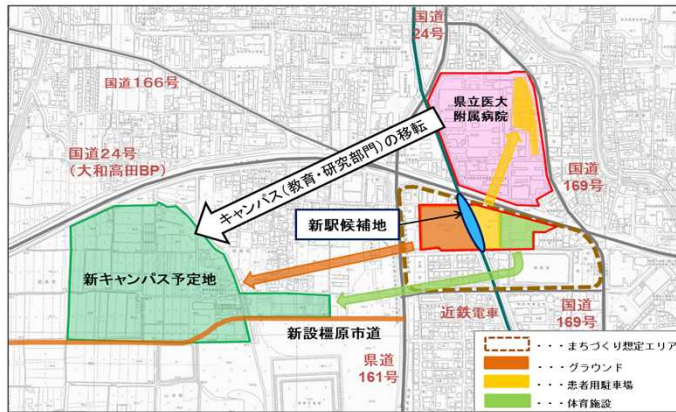 国道
24号
国道166号
県立医大
附属病院
国道24号
(大和高田BP)
キャンパス(教育・研究部門)の移転
国道
169号
新駅候補地
新キャンパス予定地
近鉄電車
国道
169号
新設橿原市道
県道
161号
・・・まちづくり想定エリア
・・・グラウンド
・・・患者用駐車場
・・・体育施設